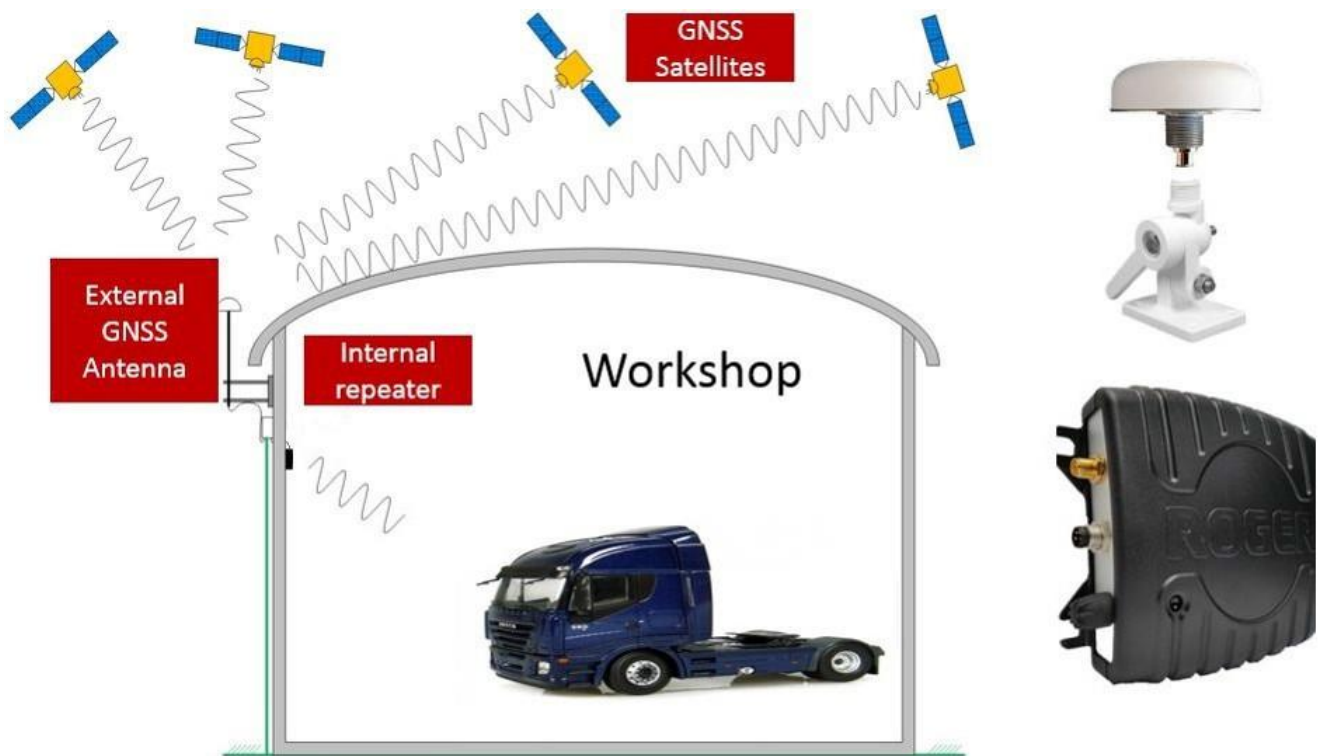 GNSS
Satellites
External
GNSS
Antenna
Internal
repeater
Workshop
ROGER